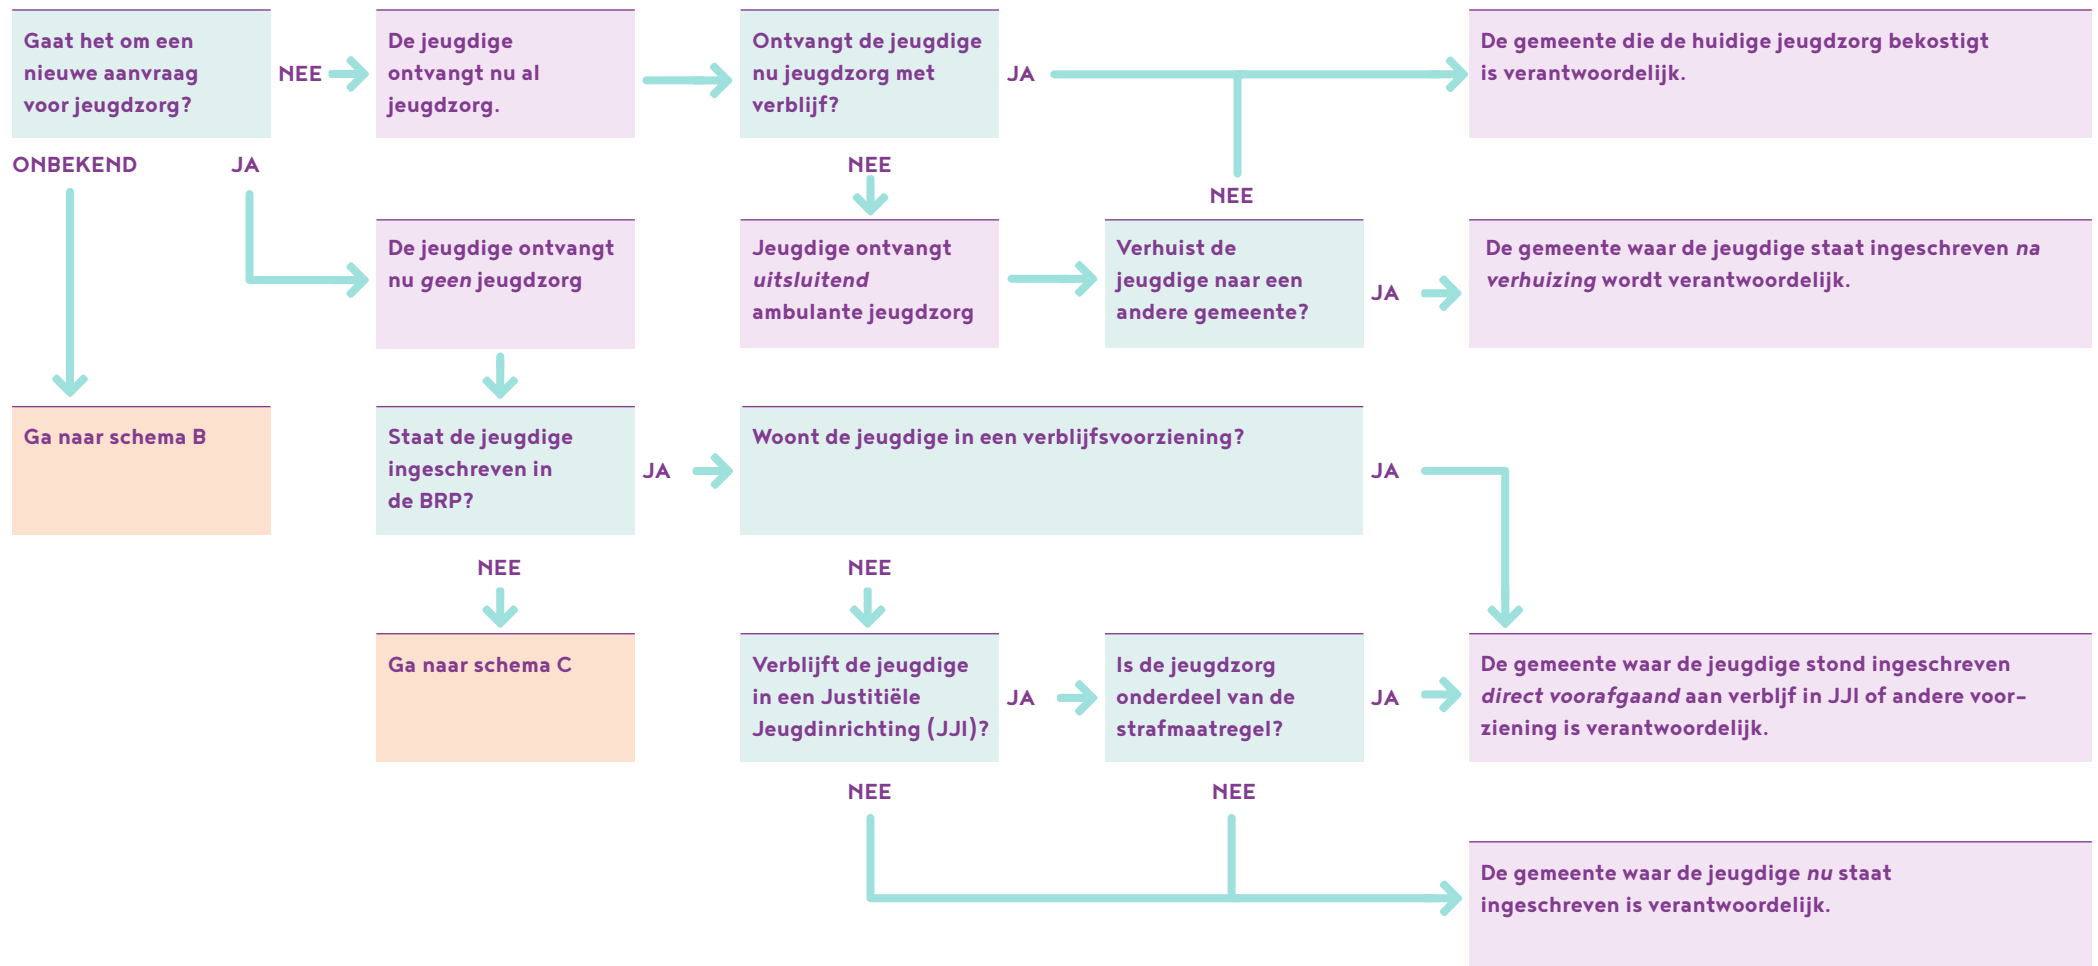 Gaat het om een
nieuwe aanvraag
voor jeugdzorg?
NEE
De jeugdige
ontvangt nu al
jeugdzorg.
Ontvangt de jeugdige
nu jeugdzorg met
verblijf?
JA
De gemeente die de huidige jeugdzorg bekostigt
is verantwoordelijk.
ONBEKEND
JA
NEE
NEE
De jeugdige ontvangt
nu geen jeugdzorg
Jeugdige ontvangt
uitsluitend
ambulante jeugdzorg
Verhuist de
jeugdige naar een
andere gemeente?
JA
De gemeente waar de jeugdige staat ingeschreven na
verhuizing wordt verantwoordelijk.
Ga naar schema B
Staat de jeugdige
ingeschreven in
de BRP?
JA
Woont de jeugdige in een verblijfsvoorziening?
JA
NEE
NEE
Ga naar schema C
Verblijft de jeugdige
in een Justitiële
Jeugdinrichting (JJI)?
JA
Is de jeugdzorg
onderdeel van de
strafmaatregel?
JA
De gemeente waar de jeugdige stond ingeschreven
direct voorafgaand aan verbljf in JJI of andere voor-
ziening is verantwoordelijk.
NEE
NEE
De gemeente waar de jeugdige nu staat
ingeschreven is verantwoordelijk.